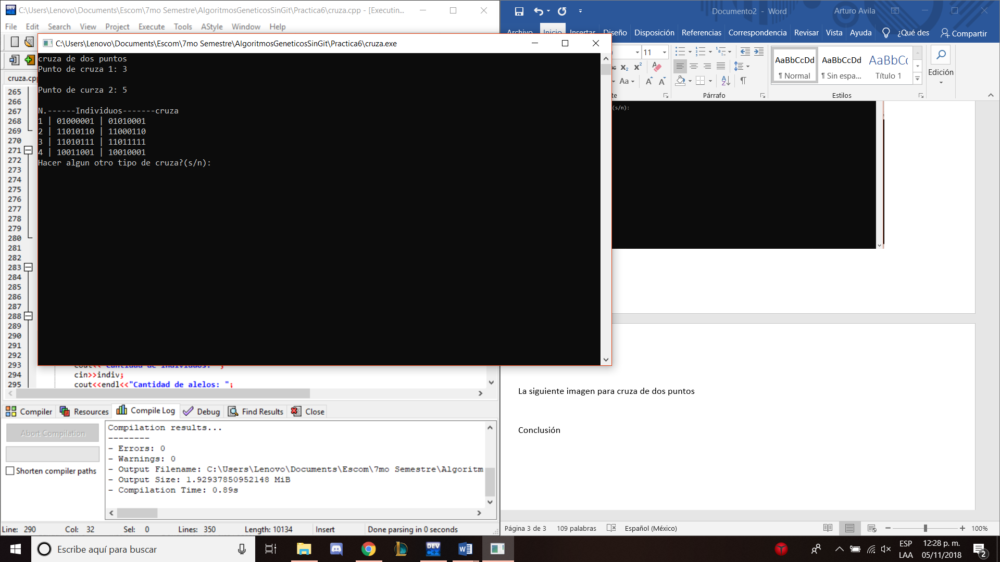 C:\Users\Lenovo\Documents\Escom\7mo Semestre\AlgoritmosGeneticosSinGit\Practica6\cruza.cpp - [Executin...
File Edit Search View Project Execute Tools AStyle Window Help
C:\Users\Lenovo\Documents\Escom\7mo Semestre\AlgoritmosGeneticosSinGit\Practica6\cruza.exe
cruza de dos puntos
Punto de cruza 1: 3
Punto de curza 2: 5
N.------Individuos-------cruza
1 | 01000001 | 01010001
2 | 11010110 | 11000110
3 | 11010111 | 11011111
4 | 10011001 | 10010001
Hacer algun otro tipo de cruza?(s/n):
cruza.cp
265
266
267
268
269
270
271
272
273
274
275
276
277
278
279
280
281
282
283
284
285
286
287
288
289
290
291
292
293 cout<<"Cantidad de individuos: ";
294 cin>>indiv;
295 cout<<endl<<"Cantidad de alelos: ";
Compiler Resources Compile Log Debug Find Results Close
Abort Compilation
Shorten compiler paths
Compilation results...
--------
- Errors: 0
- Warnings: 0
- Output Filename: C:\Users\Lenovo\Documents\Escom\7mo Semestre\Algoritm
- Output Size: 1.92937850952148 MiB
- Compilation Time: 0.89s
Line: 290 Col: 32 Sel: 0 Lines: 350 Length: 10134 Insert Done parsing in 0 seconds
Documento2 - Word
Arturo Avila
Archivo Inicio Insertar Diseño Disposición Referencias Correspondencia Revisar Vista Ayuda ¿Qué des Compartir
11
AaBbCcDd AaBbCcDd AaBbCc
¶ Normal ¶ Sin espa... Título 1
Edición
te Párrafo Estilos
(s/n):
La siguiente imagen para cruza de dos puntos
Conclusión
Página 3 de 3 109 palabras Español (México) 100%
Escribe aquí para buscar
DEV
ESP
LAA
12:28 p. m.
05/11/2018
2